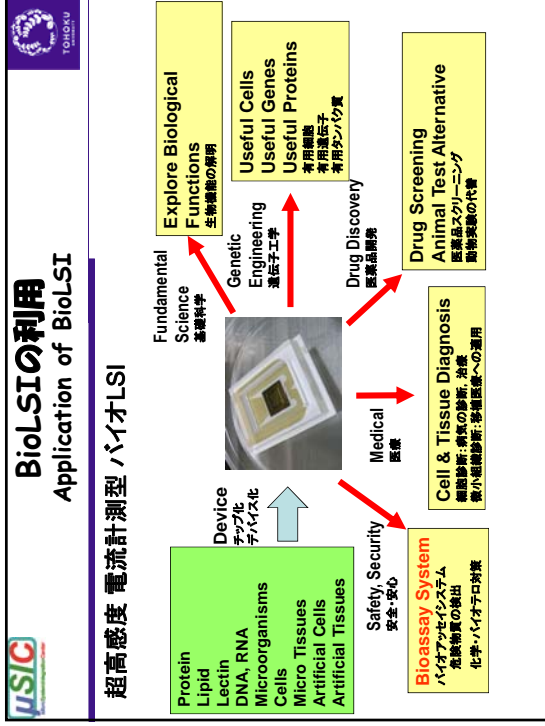 μSIC
BioLSIの利用
Application of BioLSI
TOHOKU
UNIVERSITY
超高感度 電流計測型 バイオLSI
Protein
Lipid
Lectin
DNA, RNA
Microorganisms
Cells
Micro Tissues
Artificial Cells
Artificial Tissues
Device
チップ化
デバイス化
Fundamental
Science
基礎科学
Explore Biological
Functions
生物機能の解明
Genetic
Engineering
遺伝子工学
Useful Cells
Useful Genes
Useful Proteins
有用細胞
有用遺伝子
有用タンパク質
Drug Discovery
医薬品開発
Drug Screening
Animal Test Alternative
医薬品スクリーニング
動物実験の代替
Medical
医療
Cell & Tissue Diagnosis
細胞診断:病気の診断, 治療
微小組織診断:移植医療への適用
Safety, Security
安全・安心
Bioassay System
バイオアッセイシステム
危険物質の検出
化学・バイオテロ対策